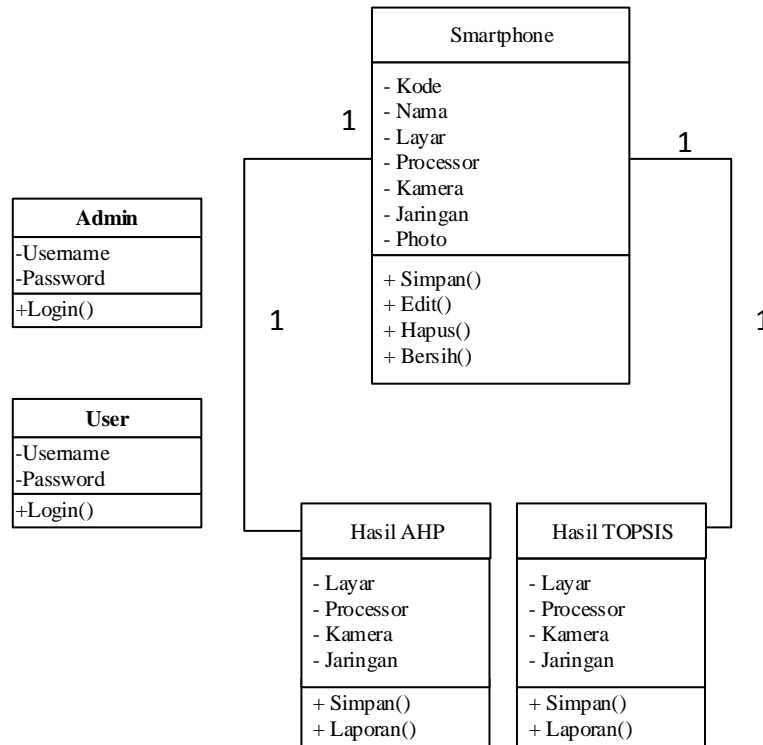 Smartphone
- Kode
- Nama
- Layar
- Processor
- Kamera
- Jaringan
- Photo
+ Simpan()
+ Edit()
+ Hapus()
+ Bersih()
1
1
1
1
Admin
-Username
-Password
+Login()
User
-Username
-Password
+Login()
Hasil AHP
- Layar
- Processor
- Kamera
- Jaringan
+ Simpan()
+ Laporan()
Hasil TOPSIS
- Layar
- Processor
- Kamera
- Jaringan
+ Simpan()
+ Laporan()